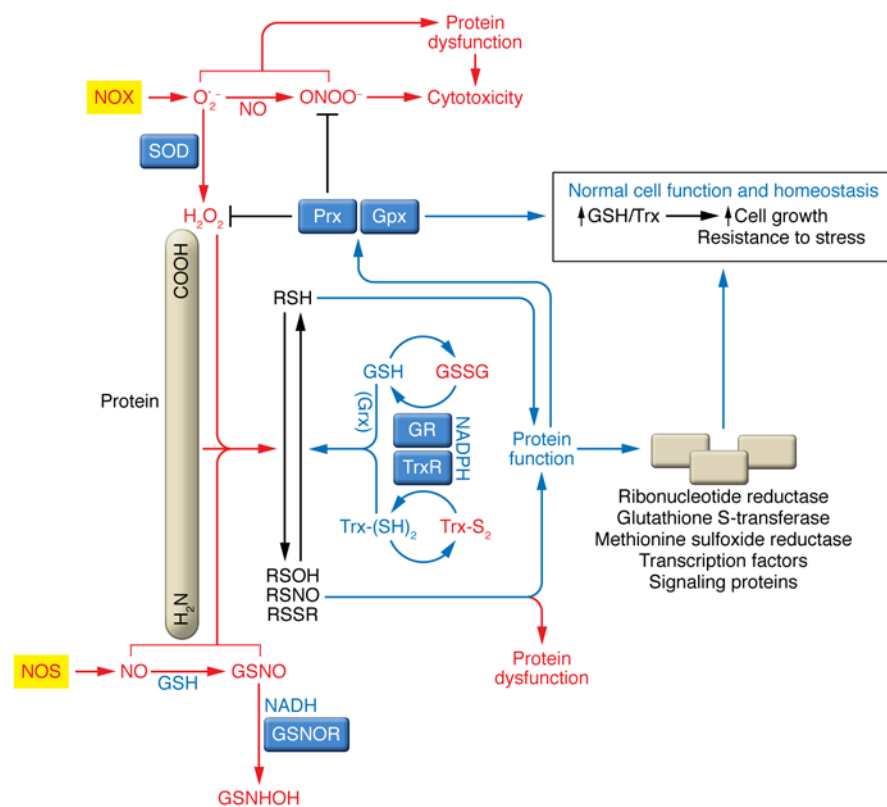 Protein
dysfunction
NOX
O₂˙⁻
NO
ONOO⁻
Cytotoxicity
SOD
H₂O₂
Prx
Gpx
Normal cell function and homeostasis
↑GSH/Trx → ↑Cell growth
Resistance to stress
COOH
Protein
H₂N
RSH
GSH
GSSG
(Grx)
GR
TrxR
NADPH
Trx-(SH)₂
Trx-S₂
Protein
function
Ribonucleotide reductase
Glutathione S-transferase
Methionine sulfoxide reductase
Transcription factors
Signaling proteins
RSOH
RSNO
RSSR
Protein
dysfunction
NOS
NO
GSH
GSNO
NADH
GSNOR
GSNHOH